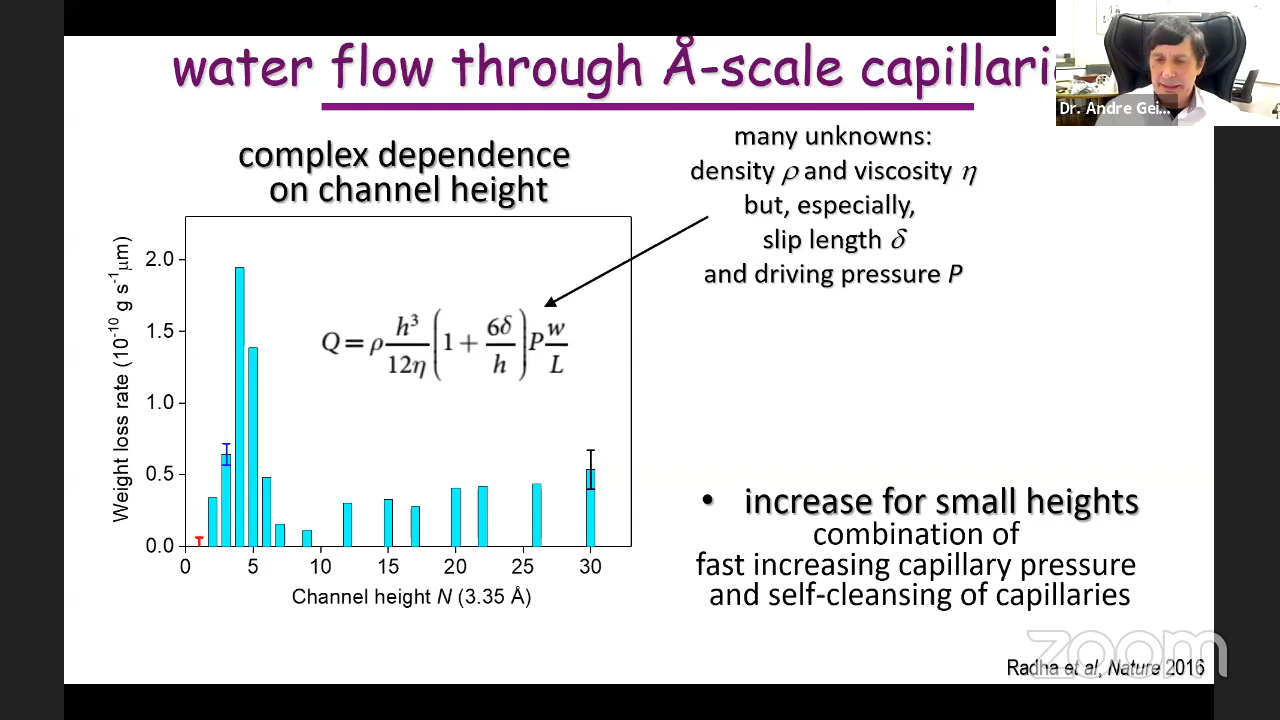 water flow through Å-scale capillari
Dr. Andre Gei...
complex dependence
on channel height
many unknowns:
density ρ and viscosity η
but, especially,
slip length δ
and driving pressure P
Weight loss rate (10⁻¹⁰ g s⁻¹μm)
2.0
1.5
1.0
0.5
0.0
Q = ρ h³/12η (1 + 6δ/h) P w/L
0 5 10 15 20 25 30
Channel height N (3.35 Å)
• increase for small heights
combination of
fast increasing capillary pressure
and self-cleansing of capillaries
zoom
Radha et al, Nature 2016